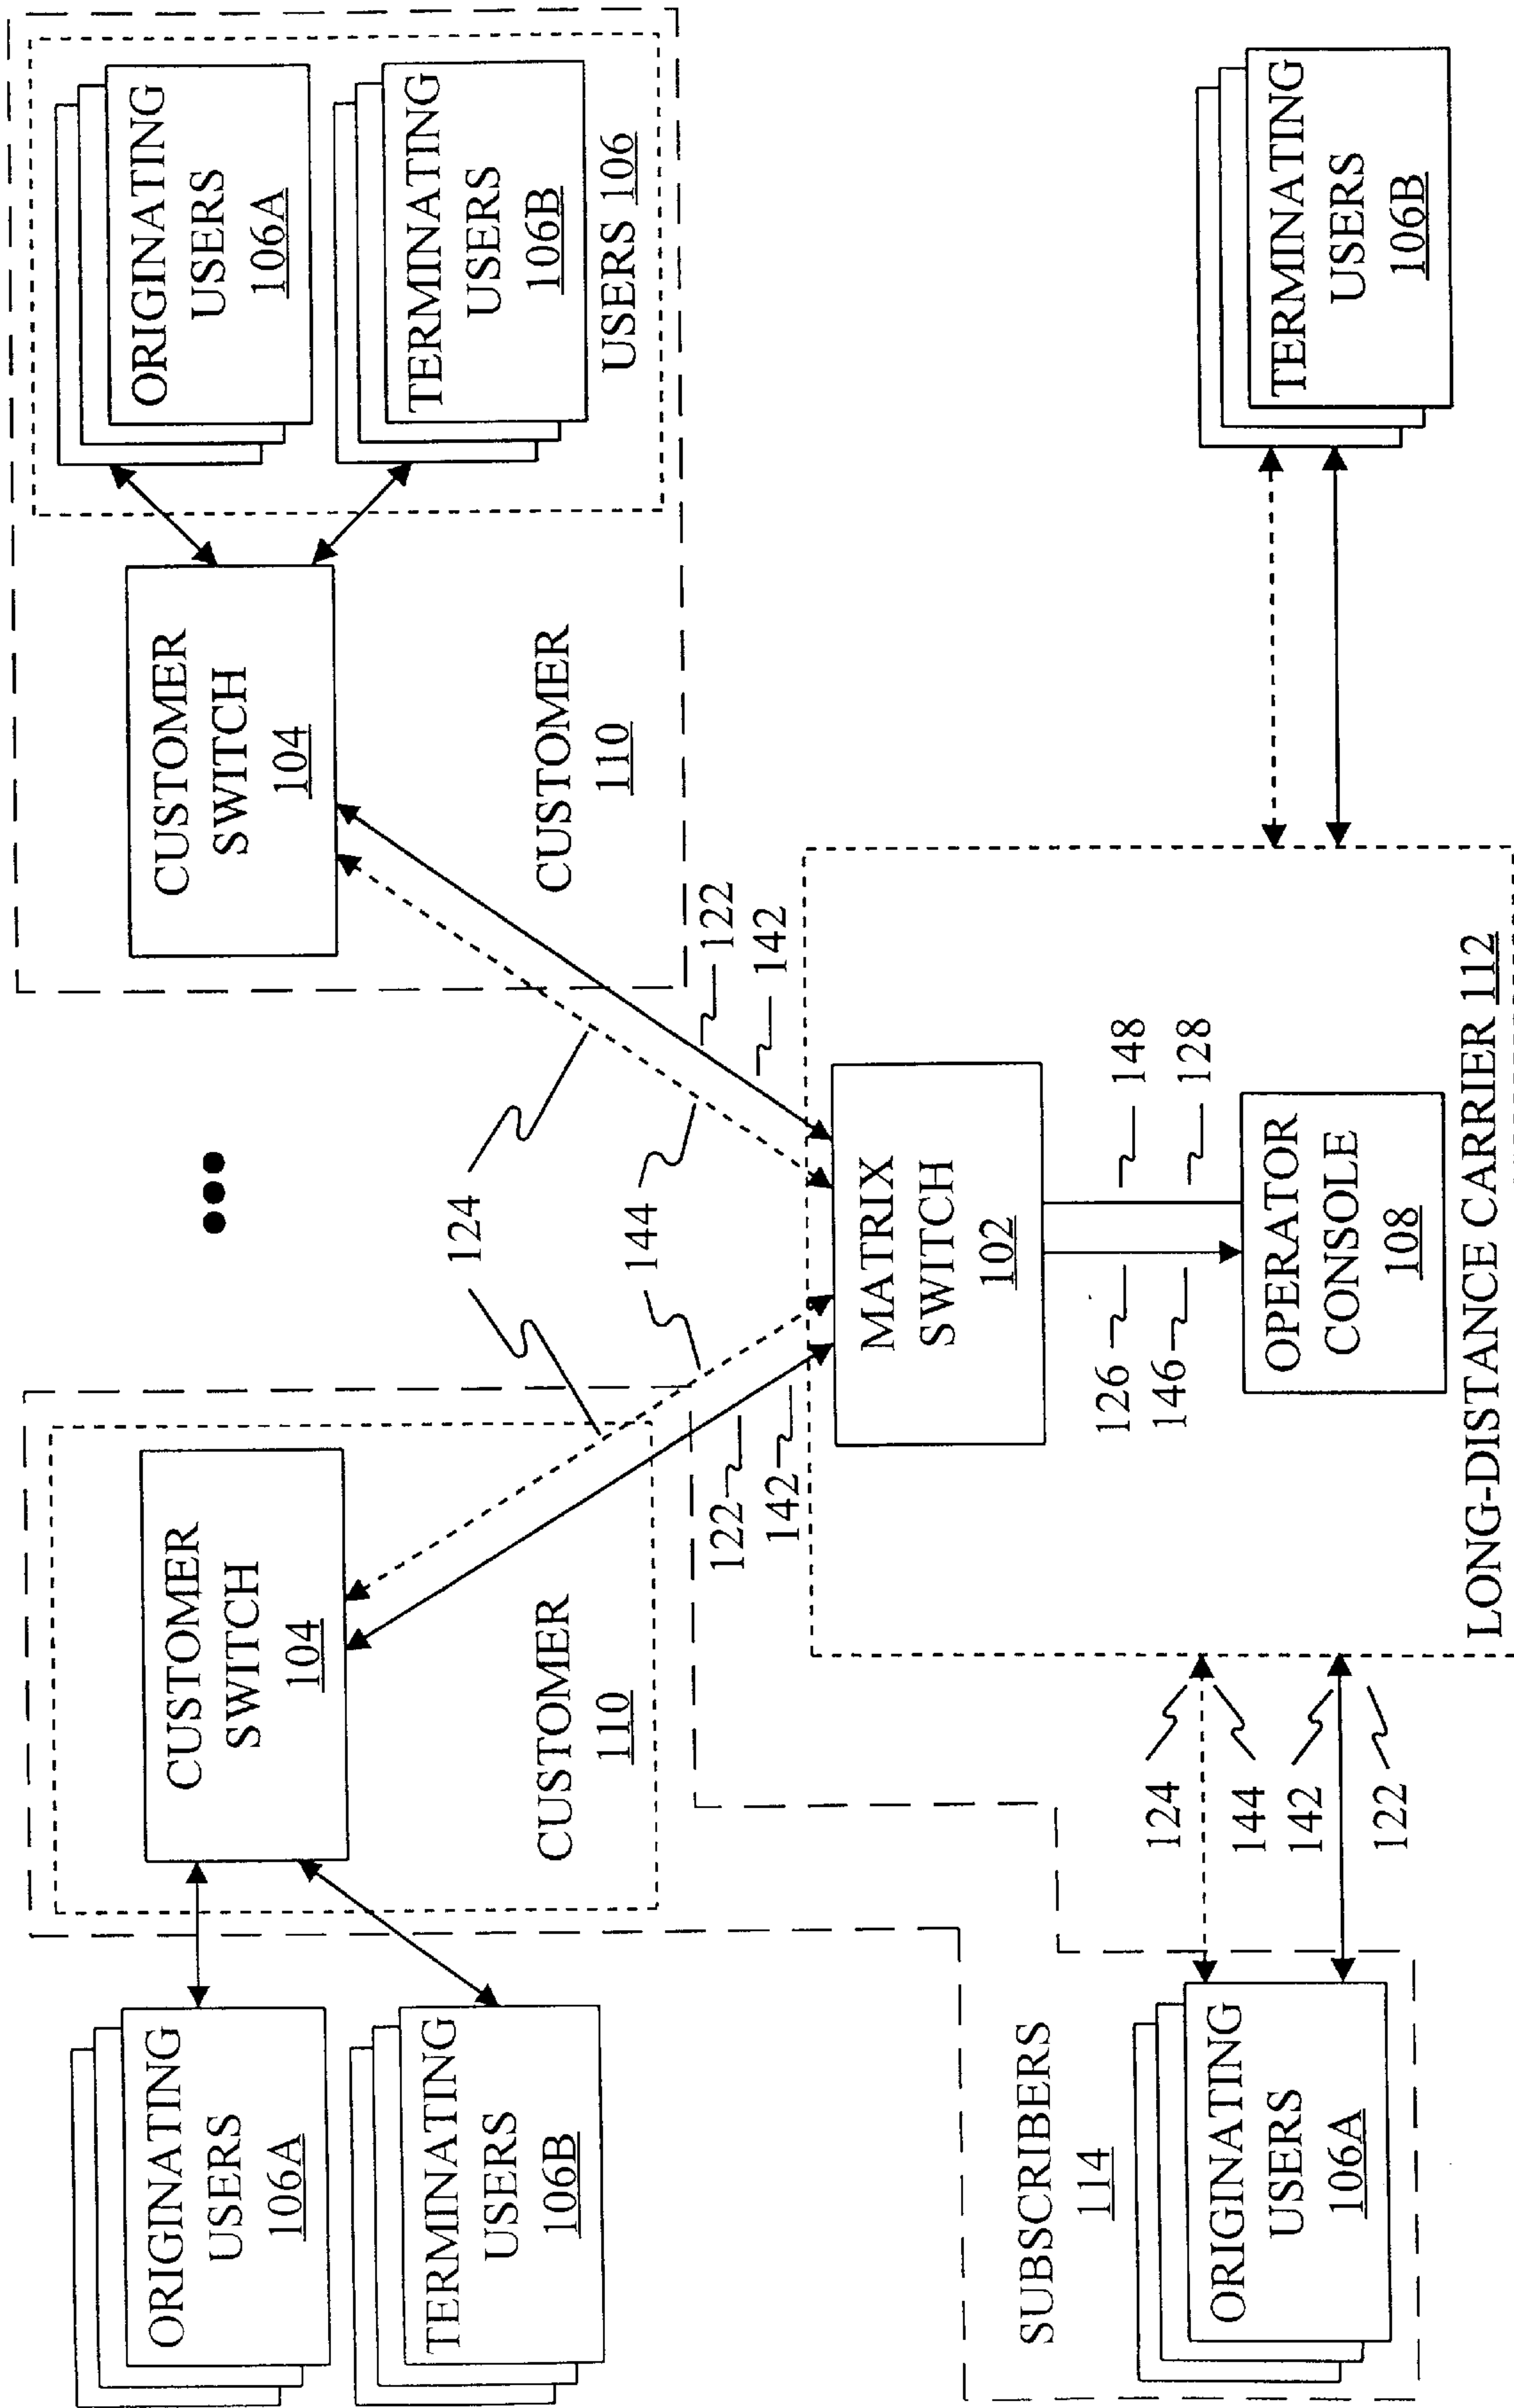 ORIGINATING
USERS
106A
TERMINATING
USERS
106B
CUSTOMER
SWITCH
104
CUSTOMER
110
CUSTOMER
SWITCH
104
CUSTOMER
110
ORIGINATING
USERS
106A
TERMINATING
USERS
106B
USERS 106
124
144
122
142
122
142
SUBSCRIBERS
114
ORIGINATING
USERS
106A
124
144
142
122
MATRIX
SWITCH
102
126
146
148
128
OPERATOR
CONSOLE
108
LONG-DISTANCE CARRIER 112
TERMINATING
USERS
106B